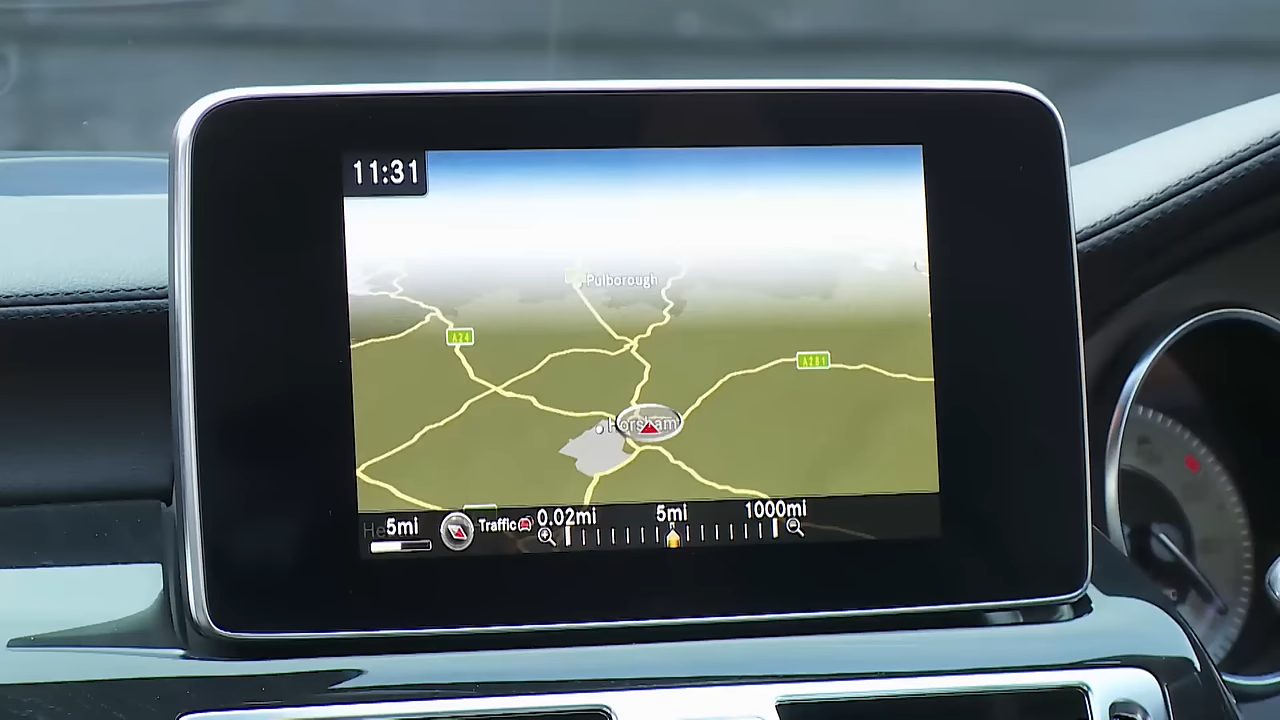 11:31
Pulborough
A24
A281
Horsham
5mi
Traffic
0.02mi
5mi
1000mi